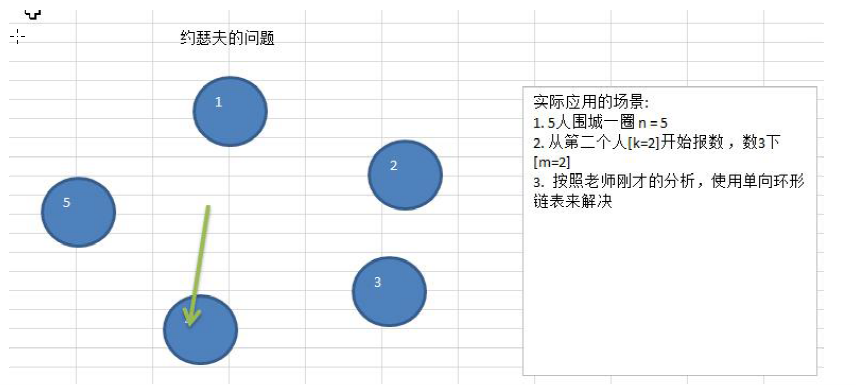 约瑟夫的问题
1
2
5
3
实际应用的场景:
1. 5人围城一圈 n = 5
2. 从第二个人[k=2]开始报数，数3下
[m=2]
3. 按照老师刚才的分析，使用单向环形
链表来解决